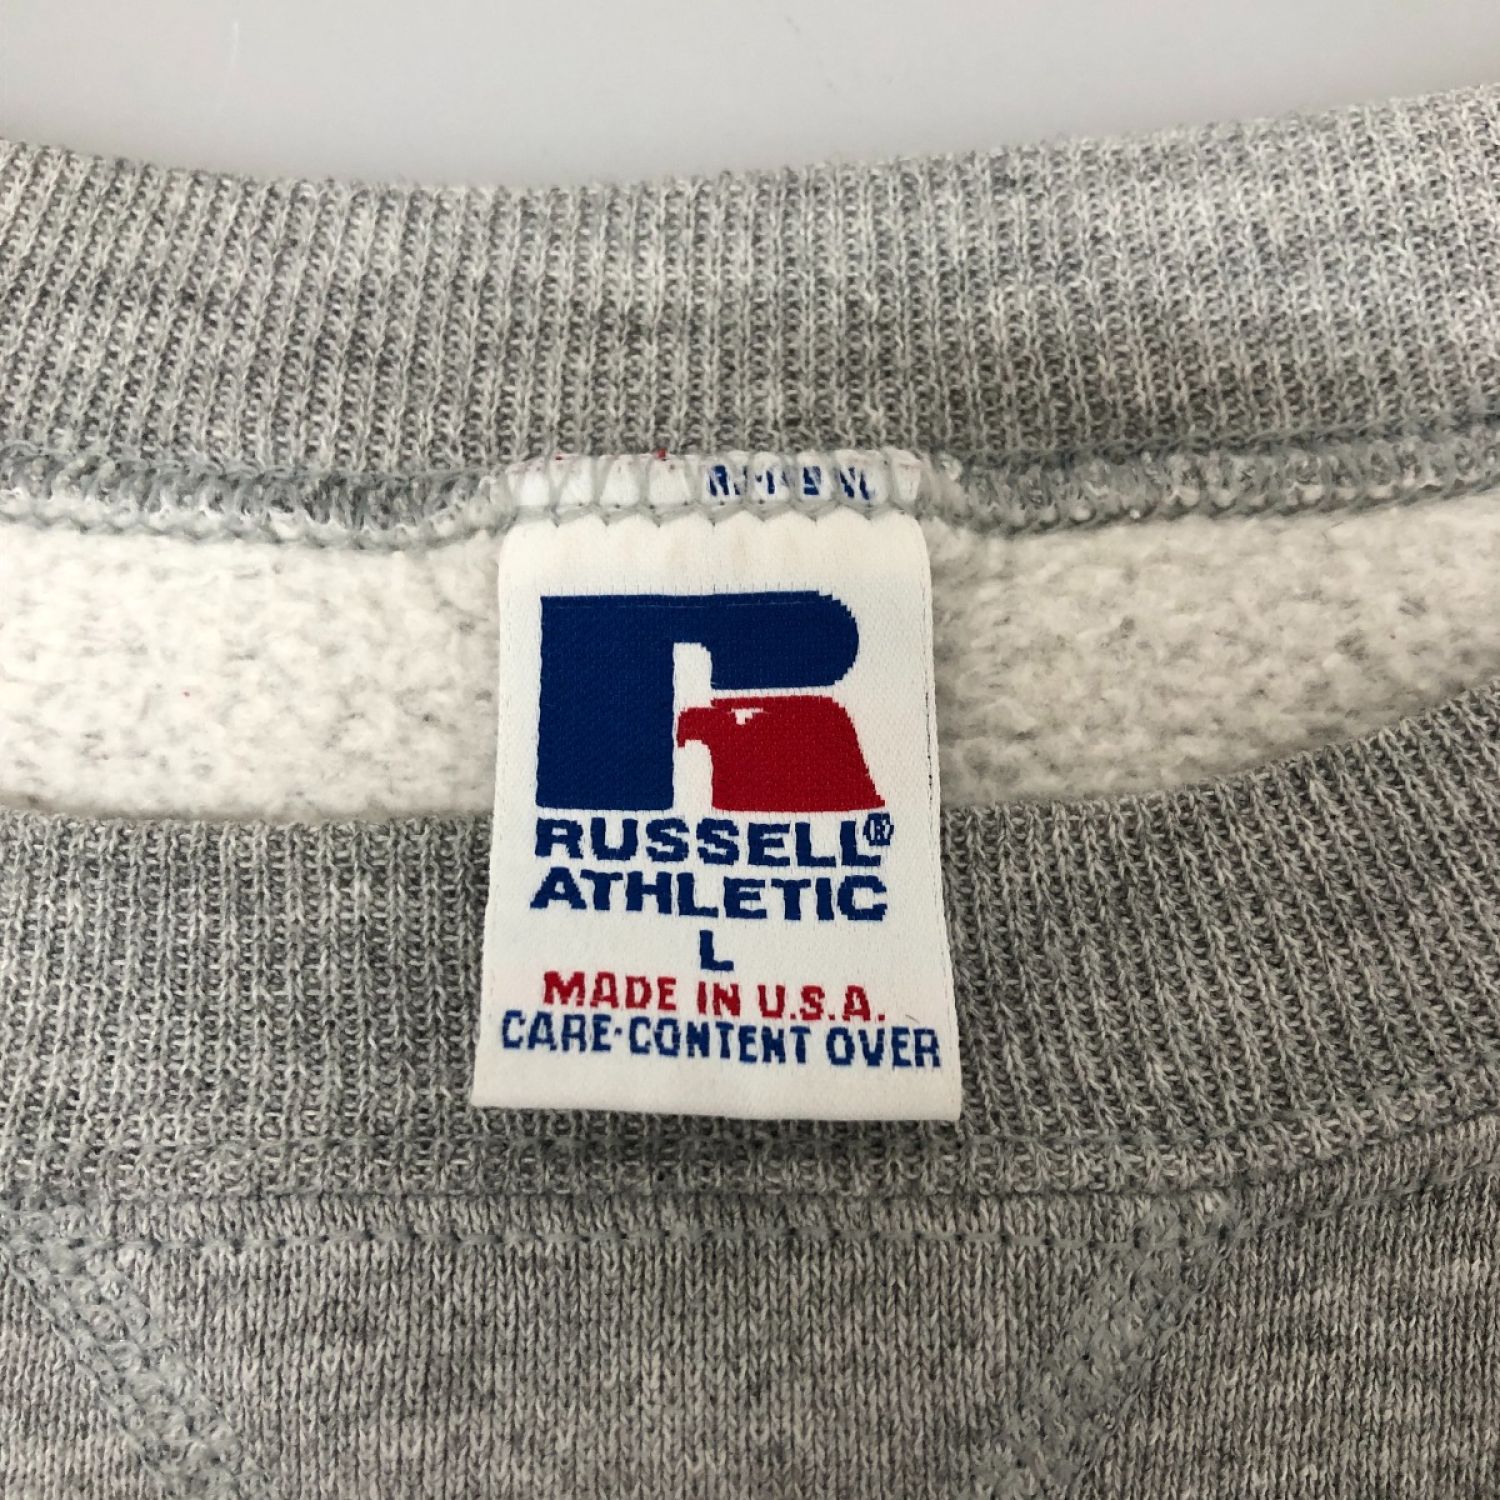 RUSSELL®
ATHLETIC
L
MADE IN U.S.A.
CARE·CONTENT OVER